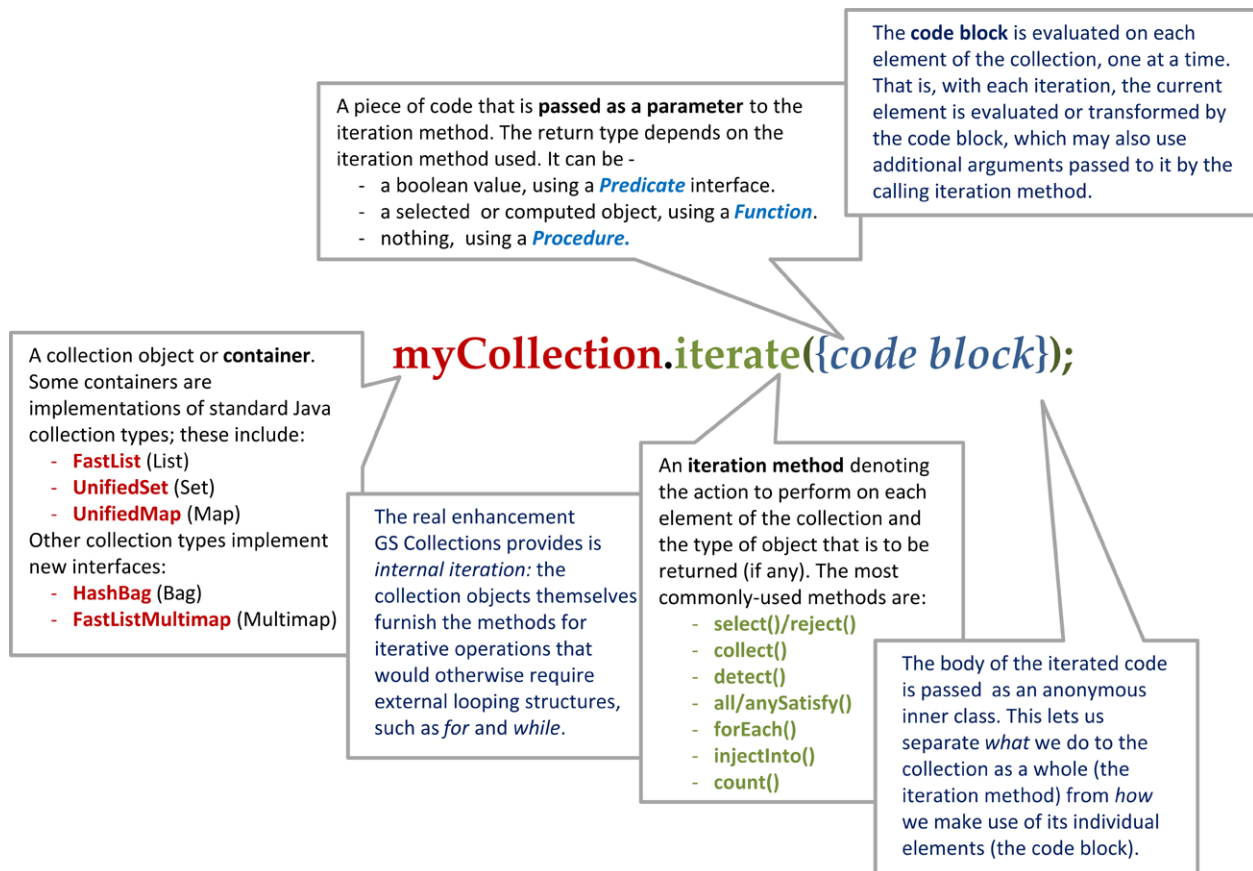 The code block is evaluated on each
element of the collection, one at a time.
That is, with each iteration, the current
element is evaluated or transformed by
the code block, which may also use
additional arguments passed to it by the
calling iteration method.
A piece of code that is passed as a parameter to the
iteration method. The return type depends on the
iteration method used. It can be -
- a boolean value, using a Predicate interface.
- a selected or computed object, using a Function.
- nothing, using a Procedure.
myCollection.iterate({code block});
A collection object or container.
Some containers are
implementations of standard Java
collection types; these include:
- FastList (List)
- UnifiedSet (Set)
- UnifiedMap (Map)
Other collection types implement
new interfaces:
- HashBag (Bag)
- FastListMultimap (Multimap)
The real enhancement
GS Collections provides is
internal iteration: the
collection objects themselves
furnish the methods for
iterative operations that
would otherwise require
external looping structures,
such as for and while.
An iteration method denoting
the action to perform on each
element of the collection and
the type of object that is to be
returned (if any). The most
commonly-used methods are:
- select()/reject()
- collect()
- detect()
- all/anySatisfy()
- forEach()
- injectInto()
- count()
The body of the iterated code
is passed as an anonymous
inner class. This lets us
separate what we do to the
collection as a whole (the
iteration method) from how
we make use of its individual
elements (the code block).